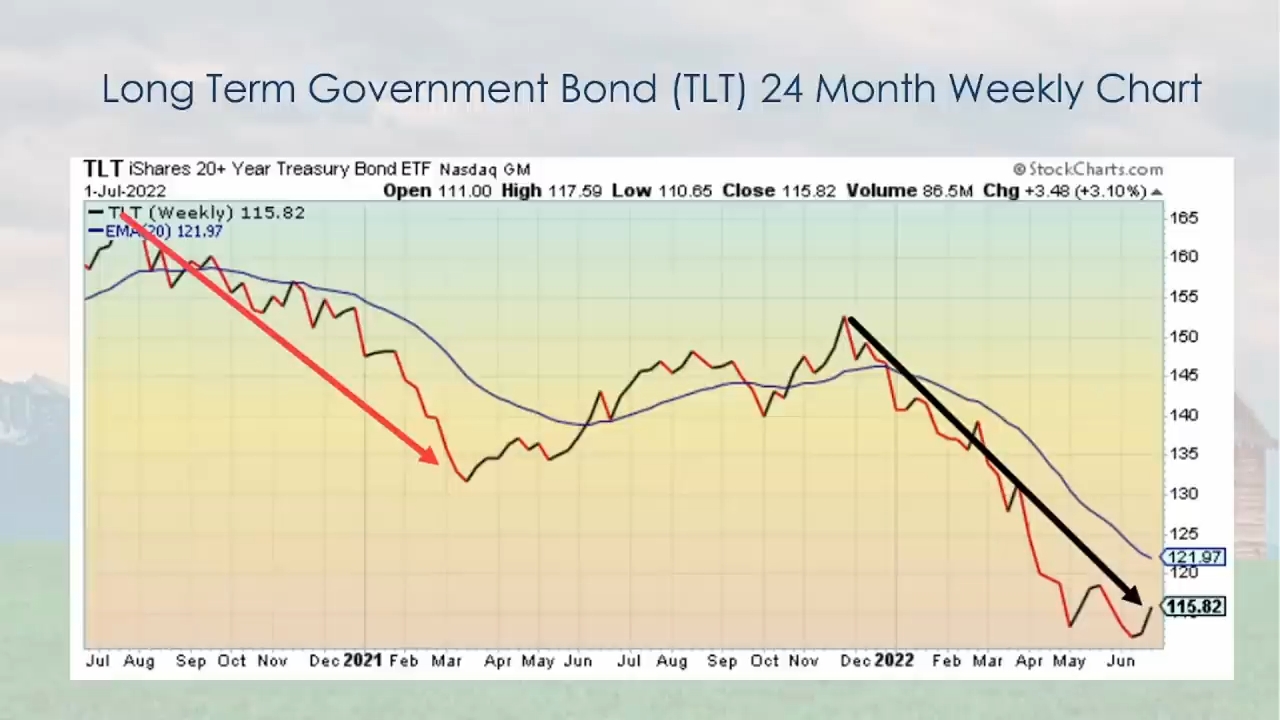 Long Term Government Bond (TLT) 24 Month Weekly Chart
TLT iShares 20+ Year Treasury Bond ETF Nasdaq GM
© StockCharts.com
1-Jul-2022
Open 111.00 High 117.59 Low 110.65 Close 115.82 Volume 86.5M Chg +3.48 (+3.10%)
TLT (Weekly) 115.82
EMA(20) 121.97
165
160
155
150
145
140
135
130
125
121.97
120
115.82
Jul Aug Sep Oct Nov Dec 2021 Feb Mar Apr May Jun Jul Aug Sep Oct Nov Dec 2022 Feb Mar Apr May Jun